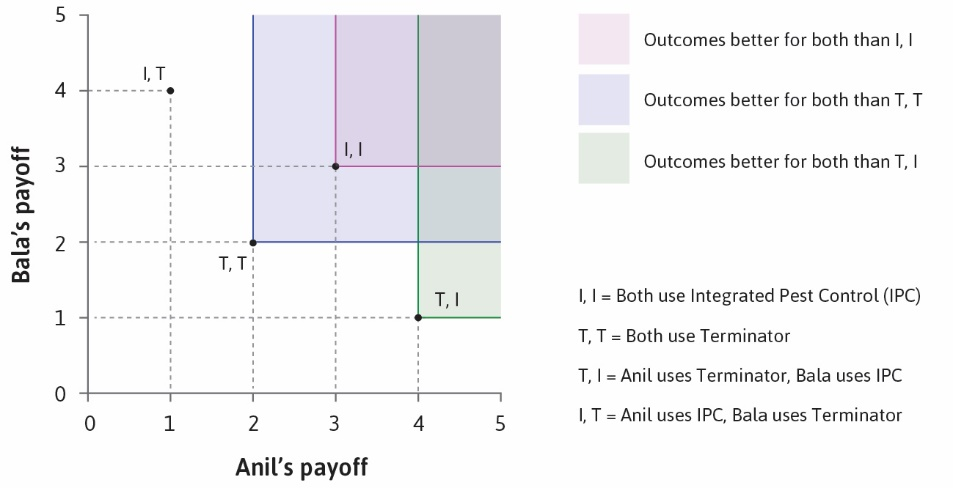 5
4
3
2
1
0
Bala's payoff
I, T
I, I
T, T
T, I
0 1 2 3 4 5
Anil's payoff
Outcomes better for both than I, I
Outcomes better for both than T, T
Outcomes better for both than T, I
I, I = Both use Integrated Pest Control (IPC)
T, T = Both use Terminator
T, I = Anil uses Terminator, Bala uses IPC
I, T = Anil uses IPC, Bala uses Terminator